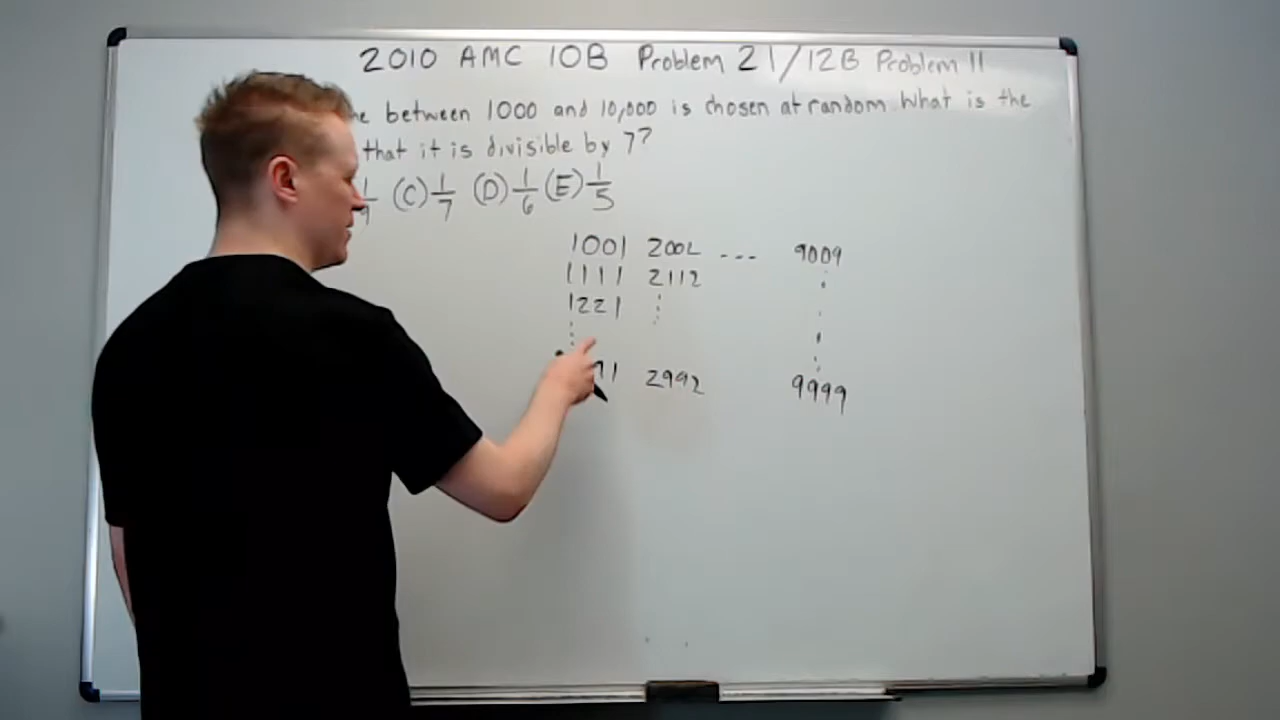 2010 AMC 10B Problem 21/12B Problem 11
between 1000 and 10,000 is chosen at random. What is the
that it is divisible by 7?
1/9 (C) 1/7 (D) 1/6 (E) 1/5
1001 2002 ... 9009
1111 2112
1221
2992 9999